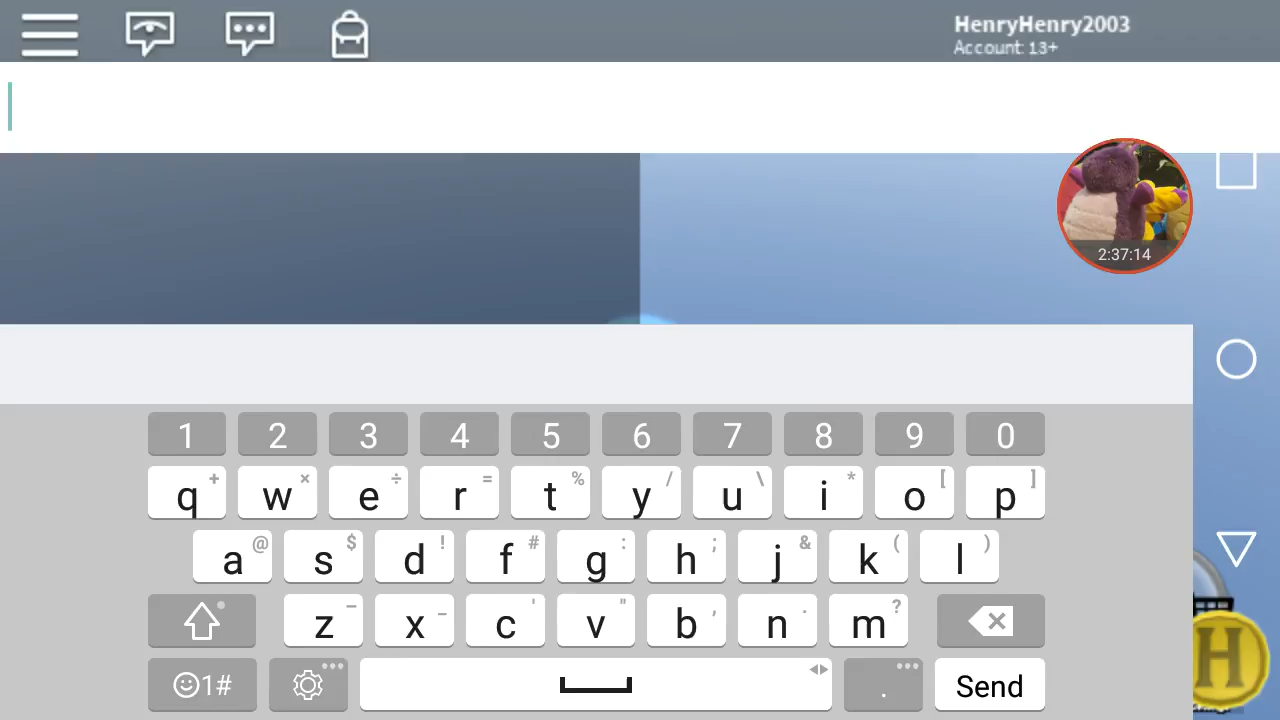 HenryHenry2003
Account: 13+
2:37:14
1 2 3 4 5 6 7 8 9 0
q + w × e ÷ r = t % y / u \ i * o [ p ]
a @ s $ d ! f # g : h ; j & k ( l )
z - x _ c ' v " b , n . m ?
1# . Send
H